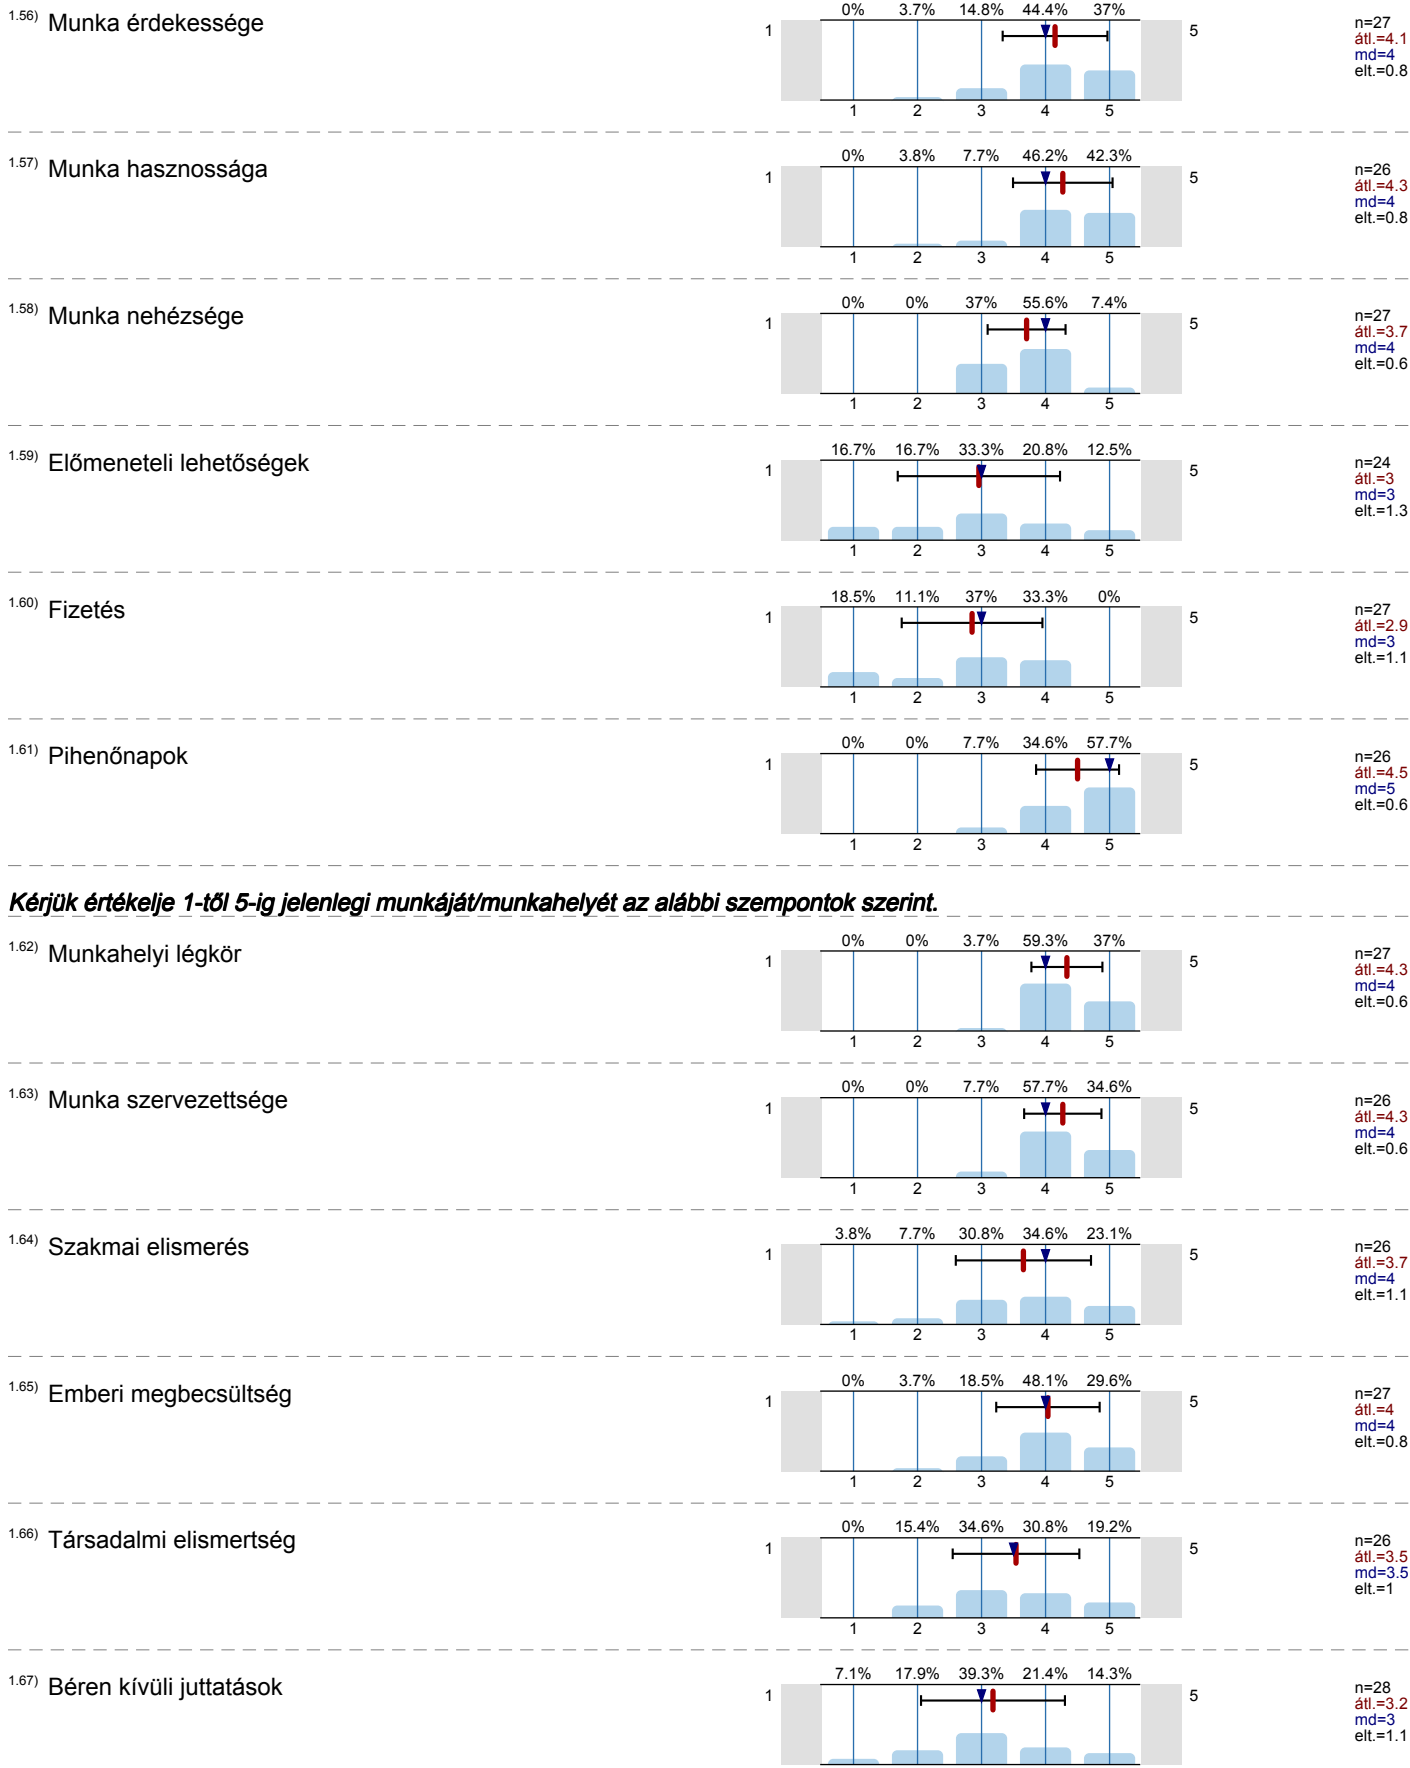 1.56) Munka érdekessége
0% 3.7% 14.8% 44.4% 37%
1 5
1 2 3 4 5
n=27
átl.=4.1
md=4
elt.=0.8
1.57) Munka hasznossága
0% 3.8% 7.7% 46.2% 42.3%
1 5
1 2 3 4 5
n=26
átl.=4.3
md=4
elt.=0.8
1.58) Munka nehézsége
0% 0% 37% 55.6% 7.4%
1 5
1 2 3 4 5
n=27
átl.=3.7
md=4
elt.=0.6
1.59) Előmeneteli lehetőségek
16.7% 16.7% 33.3% 20.8% 12.5%
1 5
1 2 3 4 5
n=24
átl.=3
md=3
elt.=1.3
1.60) Fizetés
18.5% 11.1% 37% 33.3% 0%
1 5
1 2 3 4 5
n=27
átl.=2.9
md=3
elt.=1.1
1.61) Pihenőnapok
0% 0% 7.7% 34.6% 57.7%
1 5
1 2 3 4 5
n=26
átl.=4.5
md=5
elt.=0.6
Kérjük értékelje 1-től 5-ig jelenlegi munkáját/munkahelyét az alábbi szempontok szerint.
1.62) Munkahelyi légkör
0% 0% 3.7% 59.3% 37%
1 5
1 2 3 4 5
n=27
átl.=4.3
md=4
elt.=0.6
1.63) Munka szervezettsége
0% 0% 7.7% 57.7% 34.6%
1 5
1 2 3 4 5
n=26
átl.=4.3
md=4
elt.=0.6
1.64) Szakmai elismerés
3.8% 7.7% 30.8% 34.6% 23.1%
1 5
1 2 3 4 5
n=26
átl.=3.7
md=4
elt.=1.1
1.65) Emberi megbecsültség
0% 3.7% 18.5% 48.1% 29.6%
1 5
1 2 3 4 5
n=27
átl.=4
md=4
elt.=0.8
1.66) Társadalmi elismertség
0% 15.4% 34.6% 30.8% 19.2%
1 5
1 2 3 4 5
n=26
átl.=3.5
md=3.5
elt.=1
1.67) Béren kívüli juttatások
7.1% 17.9% 39.3% 21.4% 14.3%
1 5
n=28
átl.=3.2
md=3
elt.=1.1